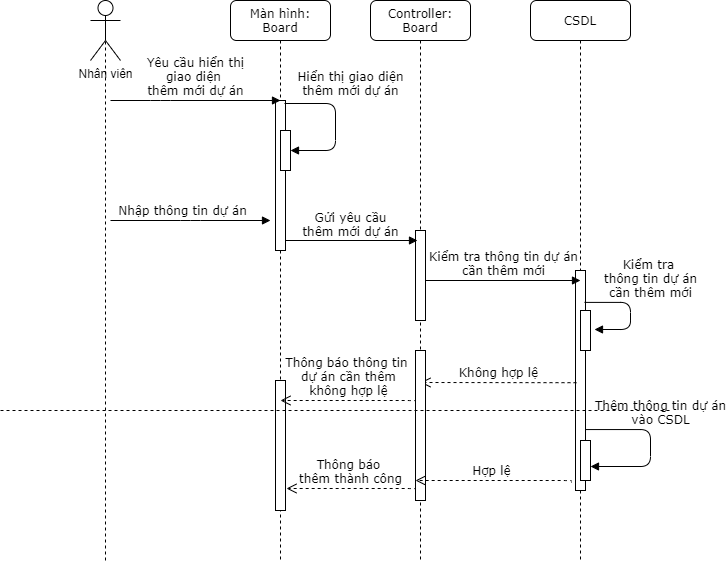 Màn hình:
Board
Controller:
Board
CSDL
Nhân viên
Yêu cầu hiển thị
giao diện
thêm mới dự án
Hiển thị giao diện
thêm mới dự án
Nhập thông tin dự án
Gửi yêu cầu
thêm mới dự án
Kiểm tra thông tin dự án
cần thêm mới
Kiểm tra
thông tin dự án
cần thêm mới
Thông báo thông tin
dự án cần thêm
không hợp lệ
Không hợp lệ
Thêm thông tin dự án
vào CSDL
Thông báo
thêm thành công
Hợp lệ